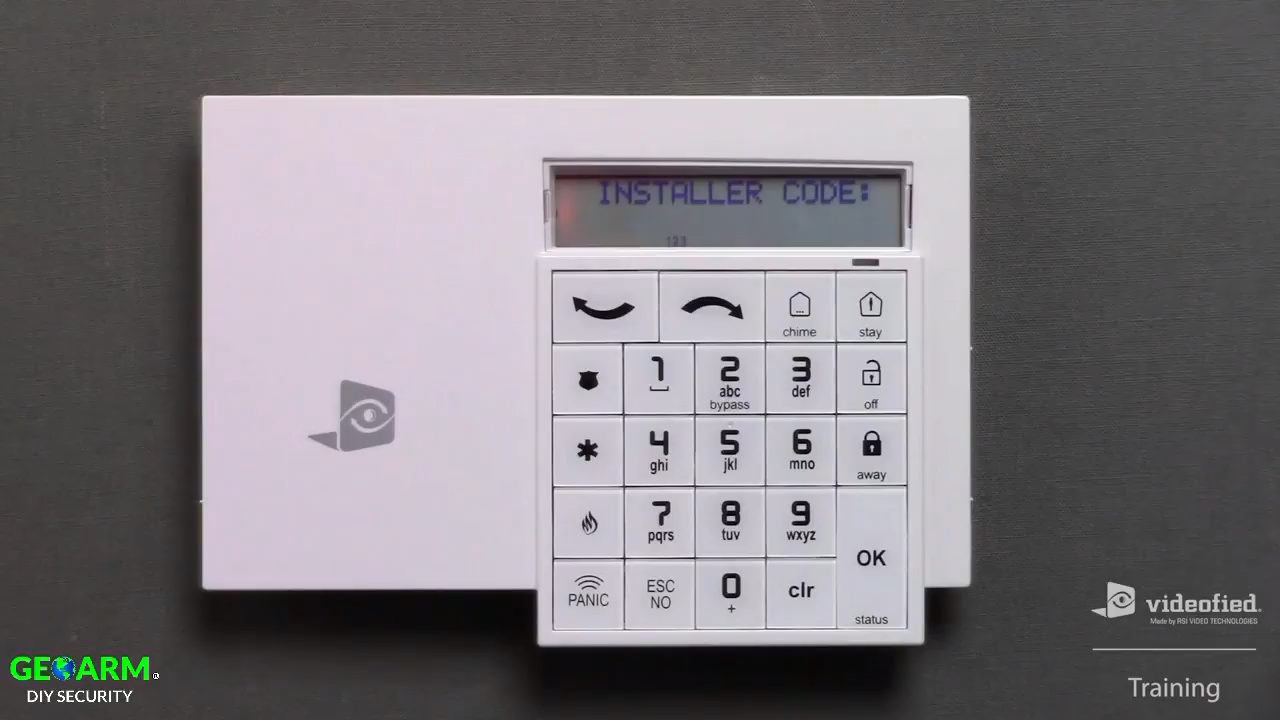 INSTALLER CODE:
123
chime
stay
1
2
abc
bypass
3
def
off
*
4
ghi
5
jkl
6
mno
away
7
pqrs
8
tuv
9
wxyz
OK
status
PANIC
ESC
NO
0
+
clr
videofied.
Made by RSI VIDEO TECHNOLOGIES
Training
GEOARM®
DIY SECURITY